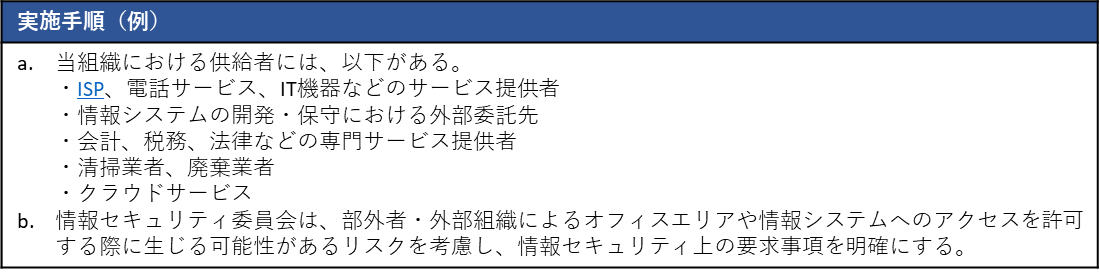 実施手順（例）
a. 当組織における供給者には、以下がある。
・ISP、電話サービス、IT機器などのサービス提供者
・情報システムの開発・保守における外部委託先
・会計、税務、法律などの専門サービス提供者
・清掃業者、廃棄業者
・クラウドサービス
b. 情報セキュリティ委員会は、部外者・外部組織によるオフィスエリアや情報システムへのアクセスを許可
する際に生じる可能性があるリスクを考慮し、情報セキュリティ上の要求事項を明確にする。